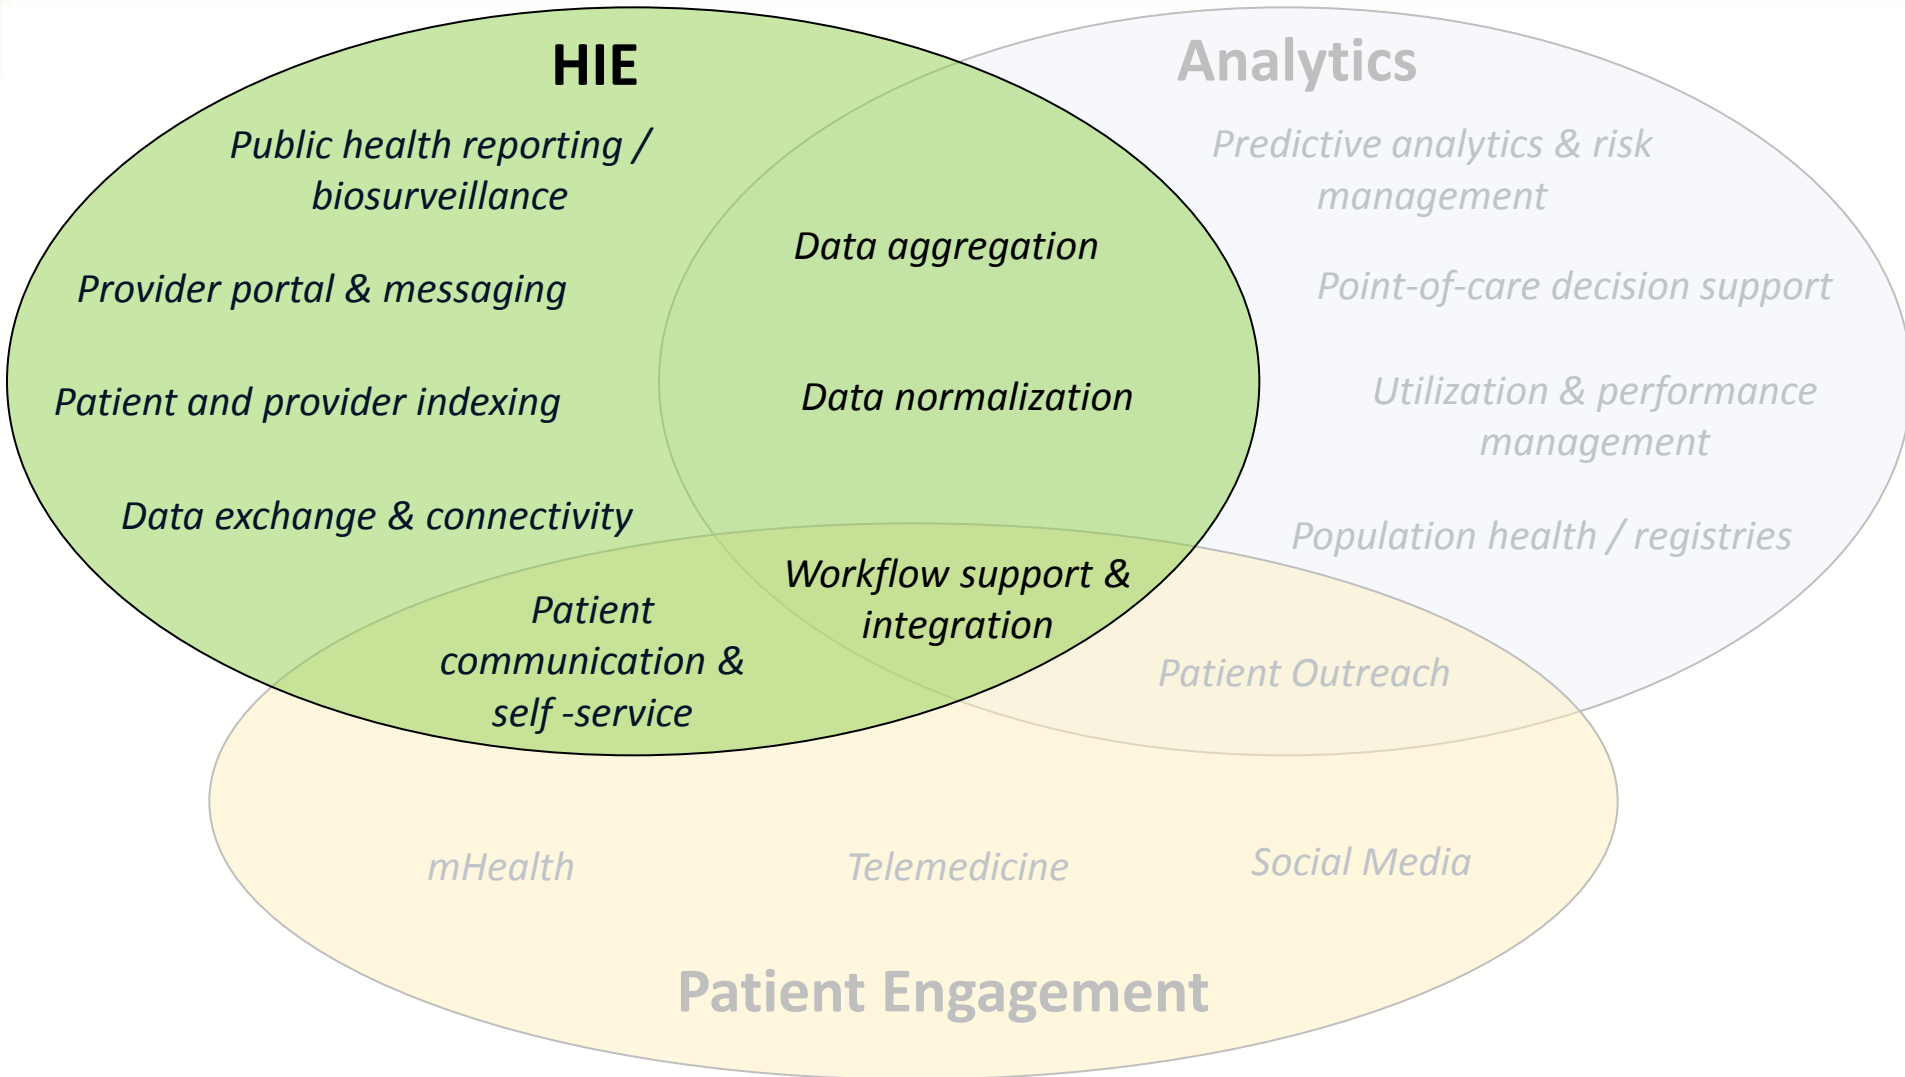 HIE
Public health reporting /
biosurveillance
Provider portal & messaging
Patient and provider indexing
Data exchange & connectivity
Data aggregation
Data normalization
Workflow support &
integration
Patient
communication &
self -service
Analytics
Predictive analytics & risk
management
Point-of-care decision support
Utilization & performance
management
Population health / registries
Patient Outreach
mHealth
Telemedicine
Social Media
Patient Engagement